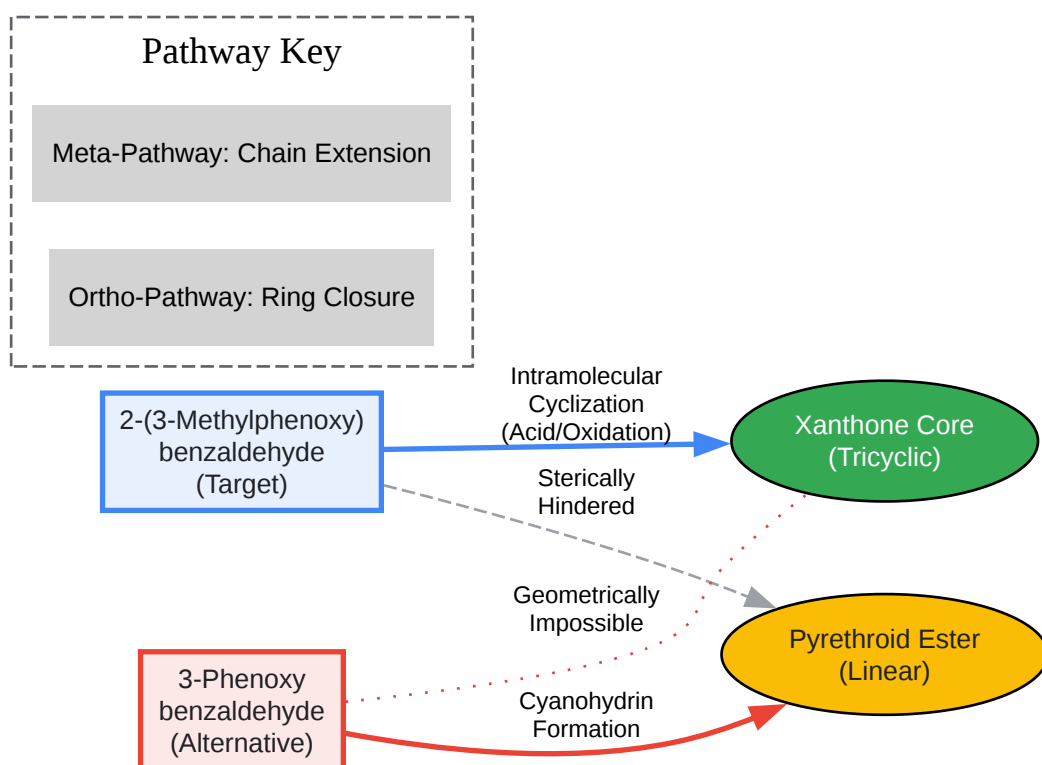 Pathway Key
Meta-Pathway: Chain Extension
Ortho-Pathway: Ring Closure
2-(3-Methylphenoxy)
benzaldehyde
(Target)
Intramolecular
Cyclization
(Acid/Oxidation)
Xanthone Core
(Tricyclic)
Sterically
Hindered
Geometrically
Impossible
Pyrethroid Ester
(Linear)
3-Phenoxy
benzaldehyde
(Alternative)
Cyanohydrin
Formation